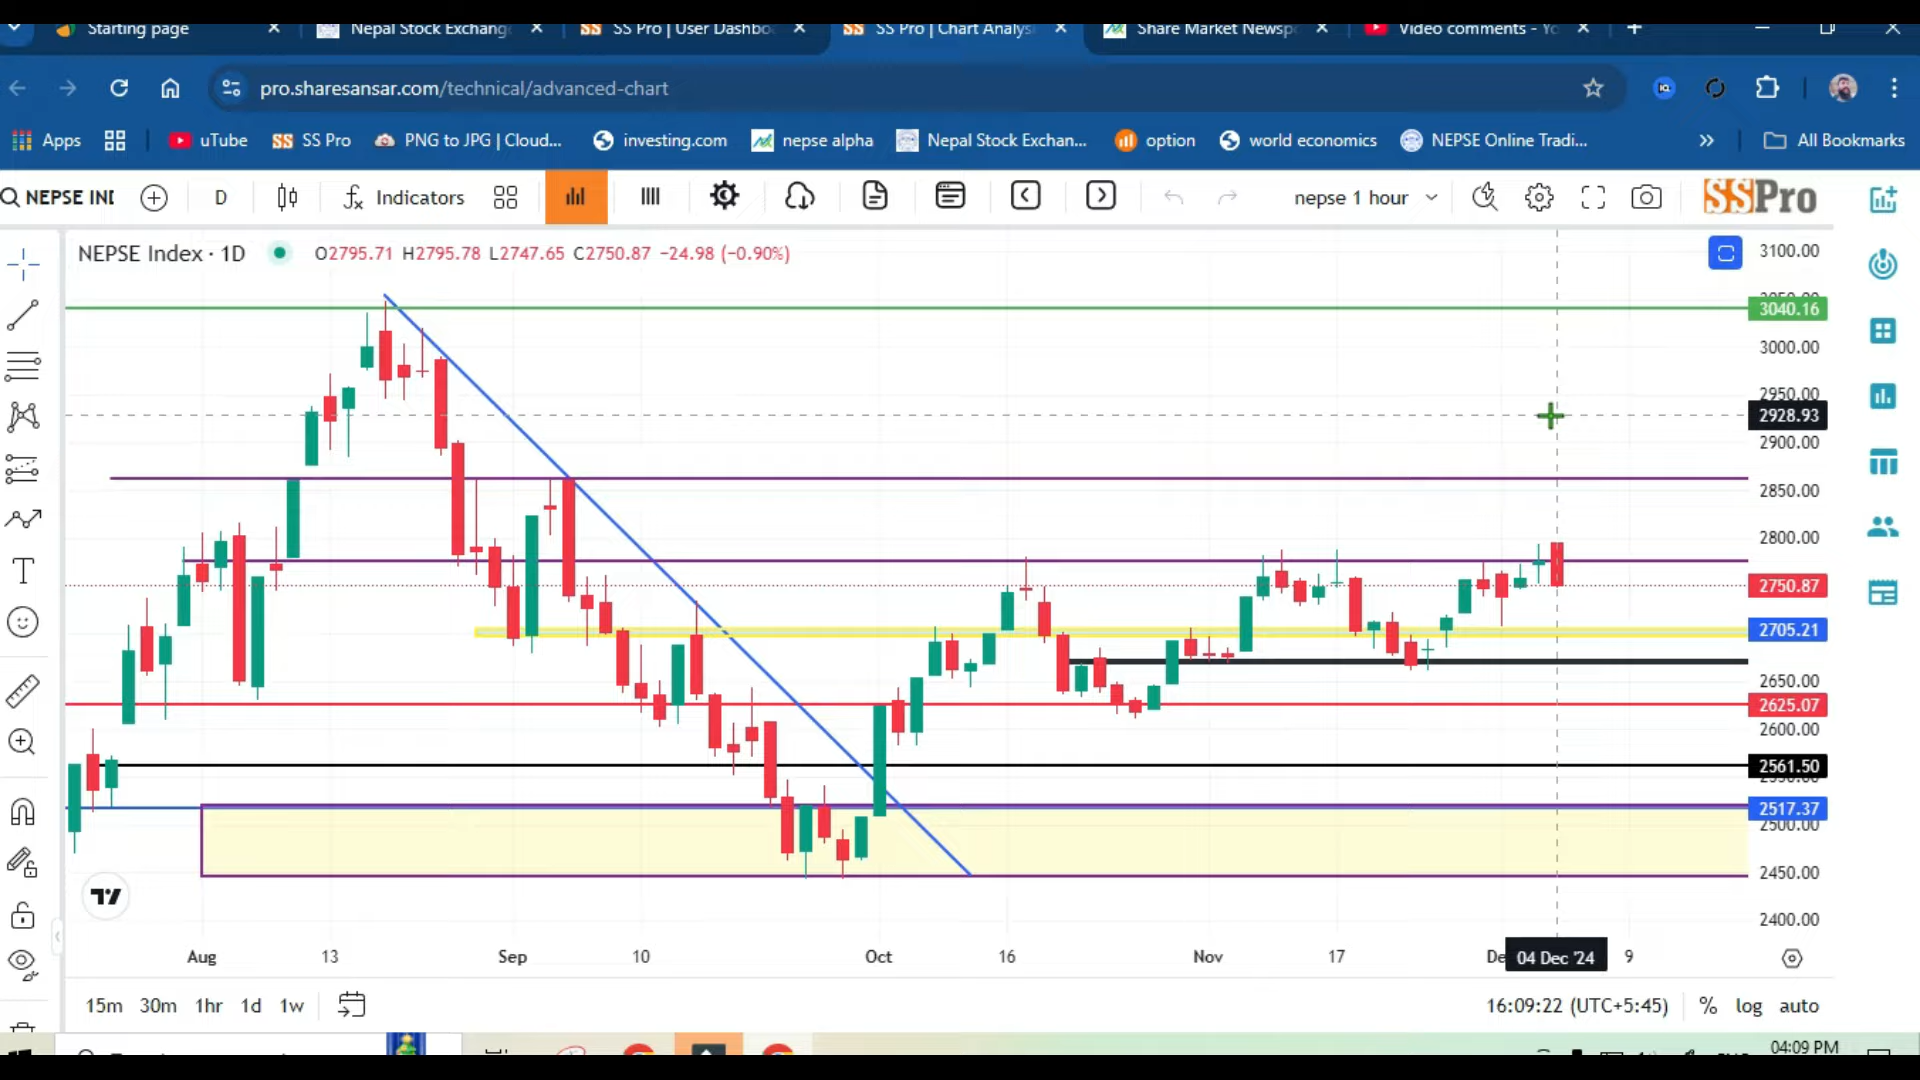 Starting page
Nepal Stock Exchang
SS Pro | User Dashbo
SS Pro | Chart Analys
Share Market Newsp
Video comments - Yo
pro.sharesansar.com/technical/advanced-chart
Apps
uTube
SS Pro
PNG to JPG | Cloud...
investing.com
nepse alpha
Nepal Stock Exchan...
option
world economics
NEPSE Online Tradi...
All Bookmarks
NEPSE INI
D
Indicators
nepse 1 hour
SSPro
NEPSE Index · 1D
O2795.71 H2795.78 L2747.65 C2750.87 −24.98 (−0.90%)
3100.00
3040.16
3000.00
2950.00
2928.93
2900.00
2850.00
2800.00
2750.87
2705.21
2650.00
2625.07
2600.00
2561.50
2517.37
2500.00
2450.00
2400.00
Aug
13
Sep
10
Oct
16
Nov
17
De
04 Dec '24
9
15m 30m 1hr 1d 1w
16:09:22 (UTC+5:45)
% log auto
04:09 PM